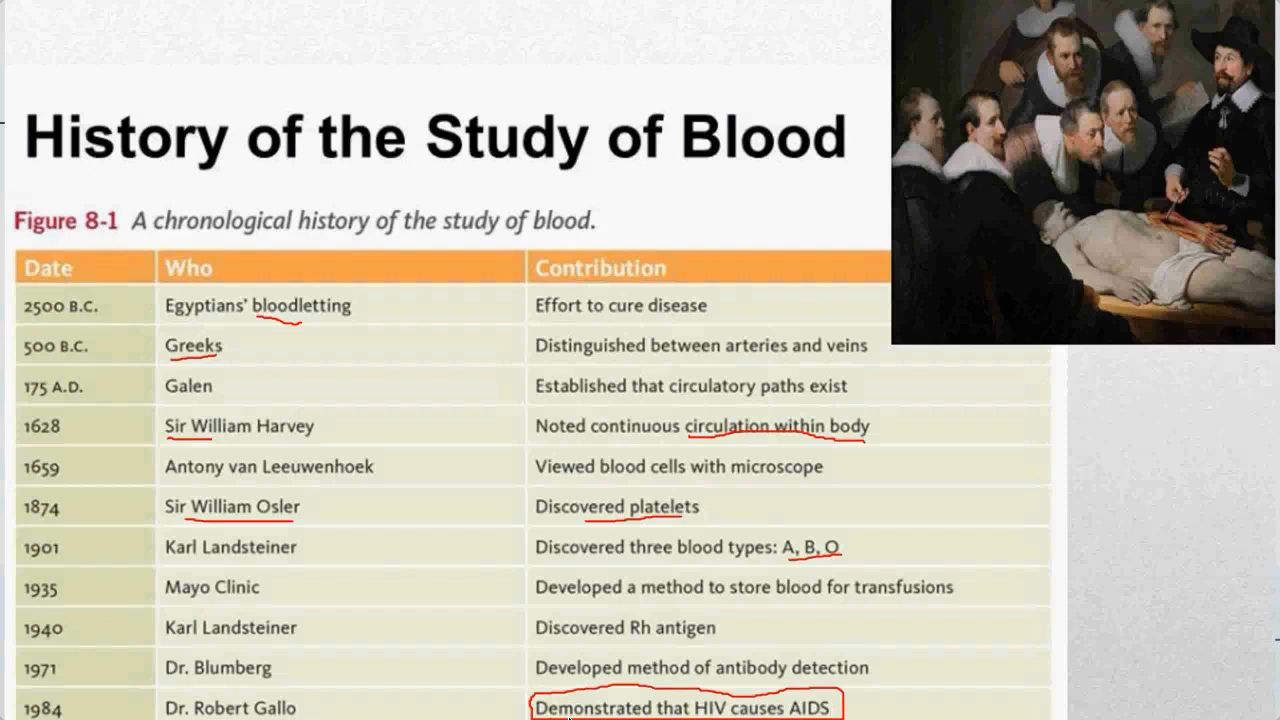 History of the Study of Blood
Figure 8-1 A chronological history of the study of blood.
Date Who Contribution
2500 B.C. Egyptians' bloodletting Effort to cure disease
500 B.C. Greeks Distinguished between arteries and veins
175 A.D. Galen Established that circulatory paths exist
1628 Sir William Harvey Noted continuous circulation within body
1659 Antony van Leeuwenhoek Viewed blood cells with microscope
1874 Sir William Osler Discovered platelets
1901 Karl Landsteiner Discovered three blood types: A, B, O
1935 Mayo Clinic Developed a method to store blood for transfusions
1940 Karl Landsteiner Discovered Rh antigen
1971 Dr. Blumberg Developed method of antibody detection
1984 Dr. Robert Gallo Demonstrated that HIV causes AIDS